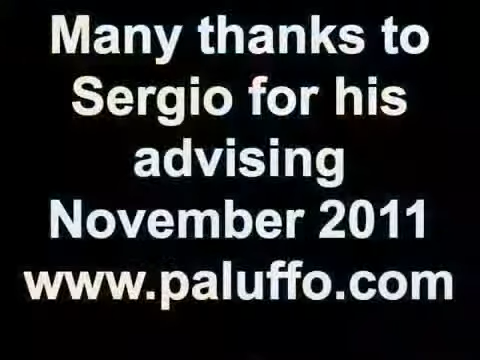 Many thanks to
Sergio for his
advising
November 2011
www.paluffo.com